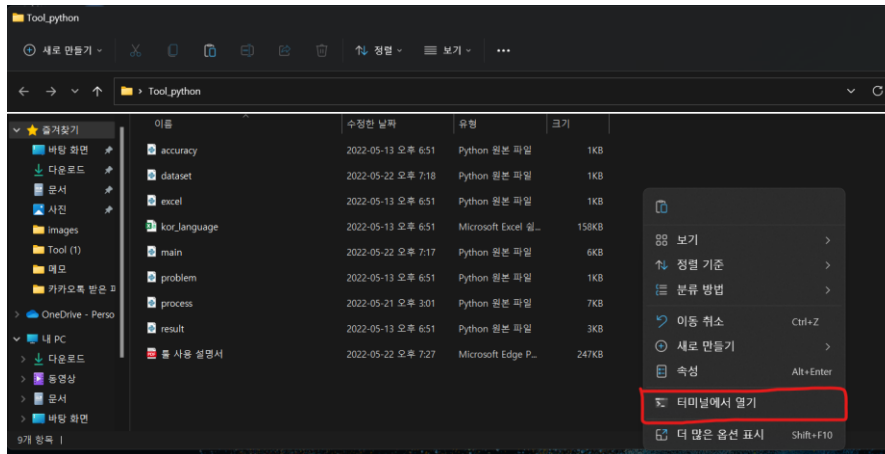 Tool_python
새로 만들기
정렬
보기
Tool_python
이름 수정한 날짜 유형 크기
즐겨찾기
바탕 화면
다운로드
문서
사진
images
Tool (1)
메모
카카오톡 받은
OneDrive - Perso
내 PC
다운로드
동영상
문서
바탕 화면
accuracy 2022-05-13 오후 6:51 Python 원본 파일 1KB
dataset 2022-05-22 오후 7:18 Python 원본 파일 1KB
excel 2022-05-13 오후 6:51 Python 원본 파일 1KB
kor_language 2022-05-13 오후 6:51 Microsoft Excel 쉼... 158KB
main 2022-05-22 오후 7:17 Python 원본 파일 6KB
problem 2022-05-13 오후 6:51 Python 원본 파일 1KB
process 2022-05-21 오후 3:01 Python 원본 파일 7KB
result 2022-05-13 오후 6:51 Python 원본 파일 3KB
툴 사용 설명서 2022-05-22 오후 7:27 Microsoft Edge P... 247KB
보기
정렬 기준
분류 방법
이동 취소 Ctrl+Z
새로 만들기
속성 Alt+Enter
터미널에서 열기
더 많은 옵션 표시 Shift+F10
9개 항목